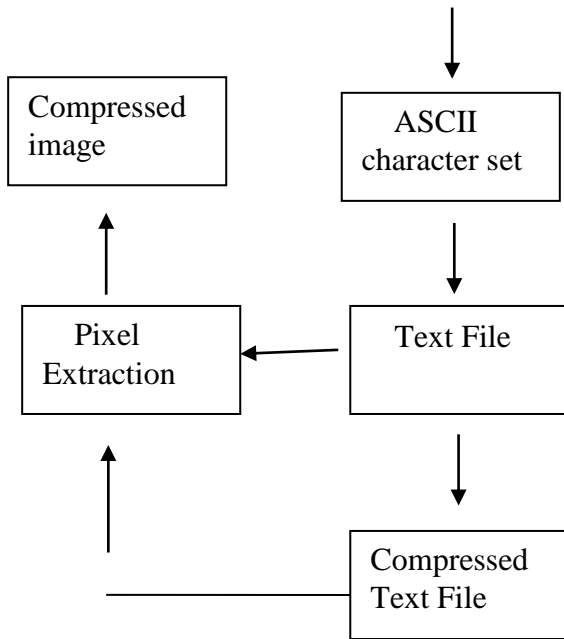 Compressed
image
ASCII
character set
Pixel
Extraction
Text File
Compressed
Text File